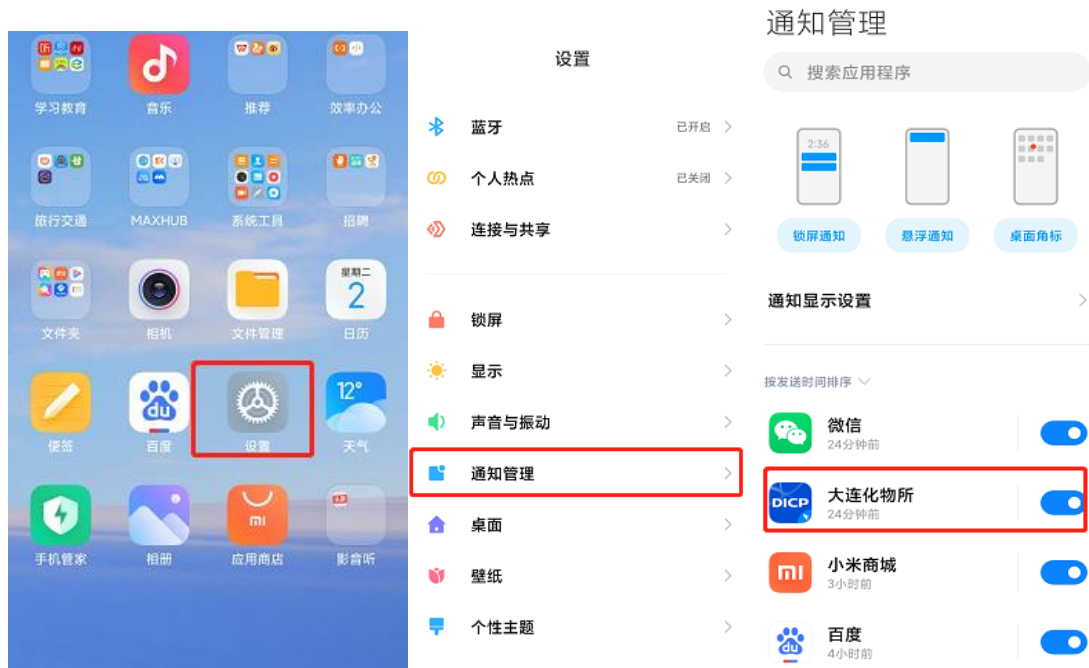 学习教育
音乐
推荐
效率办公
旅行交通
MAXHUB
系统工具
招聘
文件夹
相机
文件管理
星期二
2
日历
便签
du
百度
设置
12°
天气
手机管家
相册
mi
应用商店
影音听
设置
蓝牙 已开启
个人热点 已关闭
连接与共享
锁屏
显示
声音与振动
通知管理
桌面
壁纸
个性主题
通知管理
搜索应用程序
2:36
锁屏通知
悬浮通知
桌面角标
通知显示设置
按发送时间排序
微信
24分钟前
DICP
大连化物所
24分钟前
mi
小米商城
3小时前
du
百度
4小时前